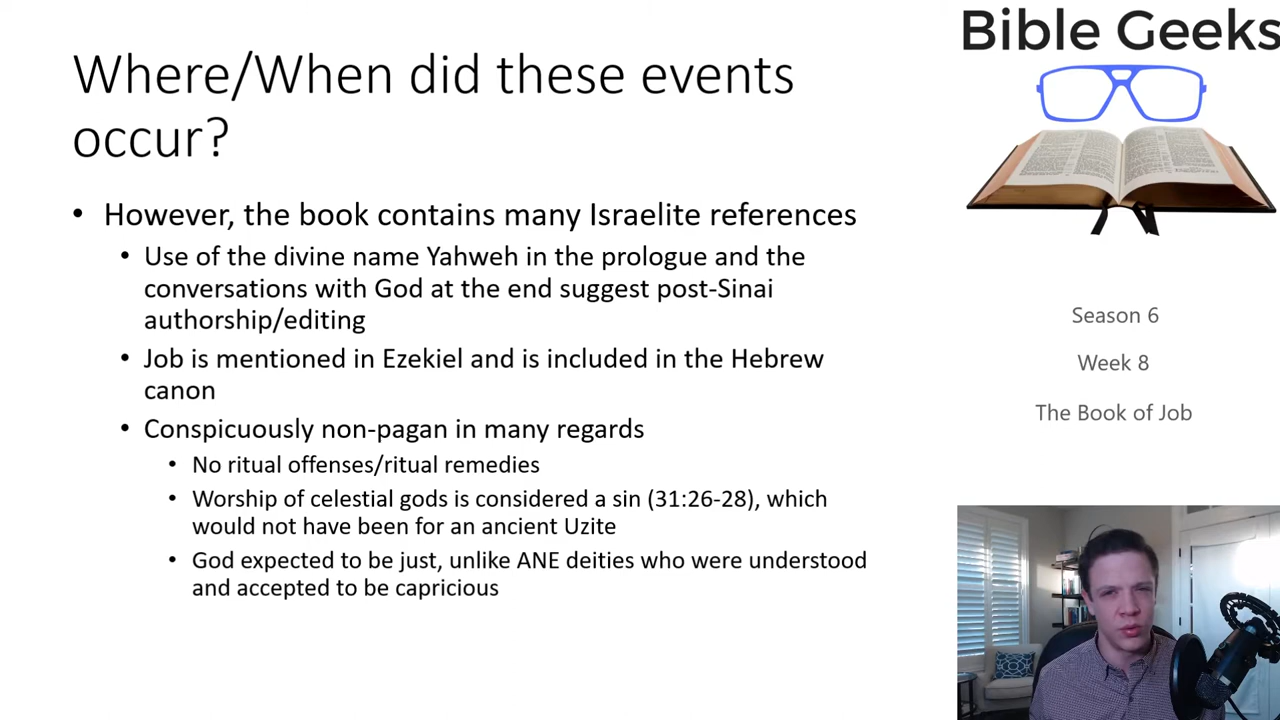 Where/When did these events
occur?
• However, the book contains many Israelite references
• Use of the divine name Yahweh in the prologue and the
conversations with God at the end suggest post-Sinai
authorship/editing
• Job is mentioned in Ezekiel and is included in the Hebrew
canon
• Conspicuously non-pagan in many regards
• No ritual offenses/ritual remedies
• Worship of celestial gods is considered a sin (31:26-28), which
would not have been for an ancient Uzite
• God expected to be just, unlike ANE deities who were understood
and accepted to be capricious
Bible Geeks
Season 6
Week 8
The Book of Job